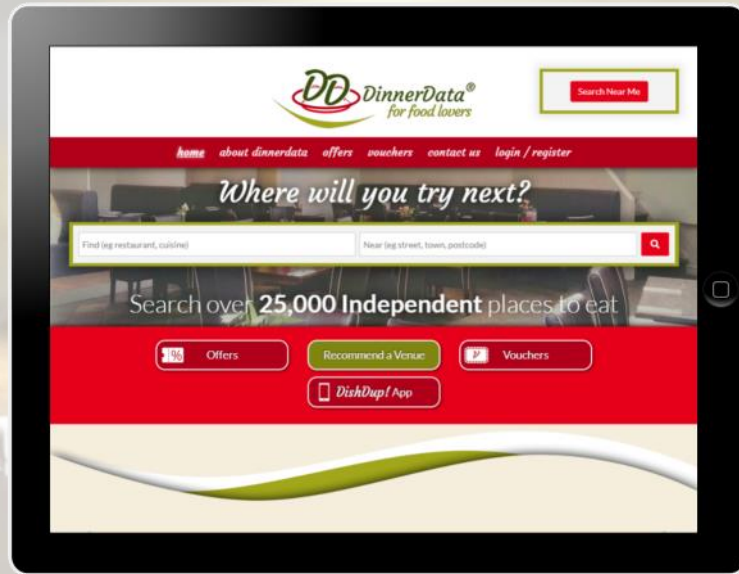 DD DinnerData®
for food lovers
Search Near Me
home about dinnerdata offers vouchers contact us login / register
Where will you try next?
Find (eg restaurant, cuisine) Near (eg street, town, postcode)
Search over 25,000 Independent places to eat
% Offers Recommend a Venue V Vouchers
DishDup! App